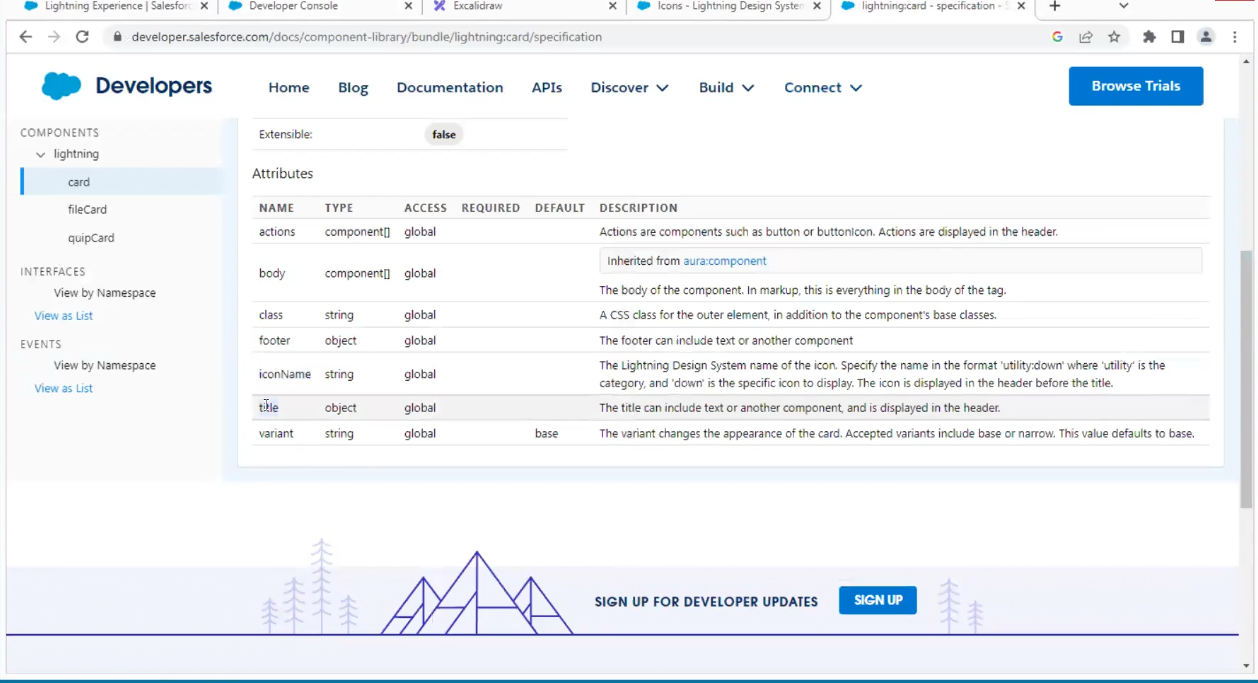 Lightning Experience | Salesforc
Developer Console
Excalidraw
Icons - Lightning Design System
lightning:card - specification - S
developer.salesforce.com/docs/component-library/bundle/lightning:card/specification
Developers
Home Blog Documentation APIs Discover Build Connect
Browse Trials
COMPONENTS
lightning
card
fileCard
quipCard
INTERFACES
View by Namespace
View as List
EVENTS
View by Namespace
View as List
Extensible: false
Attributes
NAME TYPE ACCESS REQUIRED DEFAULT DESCRIPTION
actions component[] global Actions are components such as button or buttonIcon. Actions are displayed in the header.
Inherited from aura:component
body component[] global
The body of the component. In markup, this is everything in the body of the tag.
class string global A CSS class for the outer element, in addition to the component's base classes.
footer object global The footer can include text or another component
iconName string global The Lightning Design System name of the icon. Specify the name in the format 'utility:down' where 'utility' is the
category, and 'down' is the specific icon to display. The icon is displayed in the header before the title.
title object global The title can include text or another component, and is displayed in the header.
variant string global base The variant changes the appearance of the card. Accepted variants include base or narrow. This value defaults to base.
SIGN UP FOR DEVELOPER UPDATES
SIGN UP